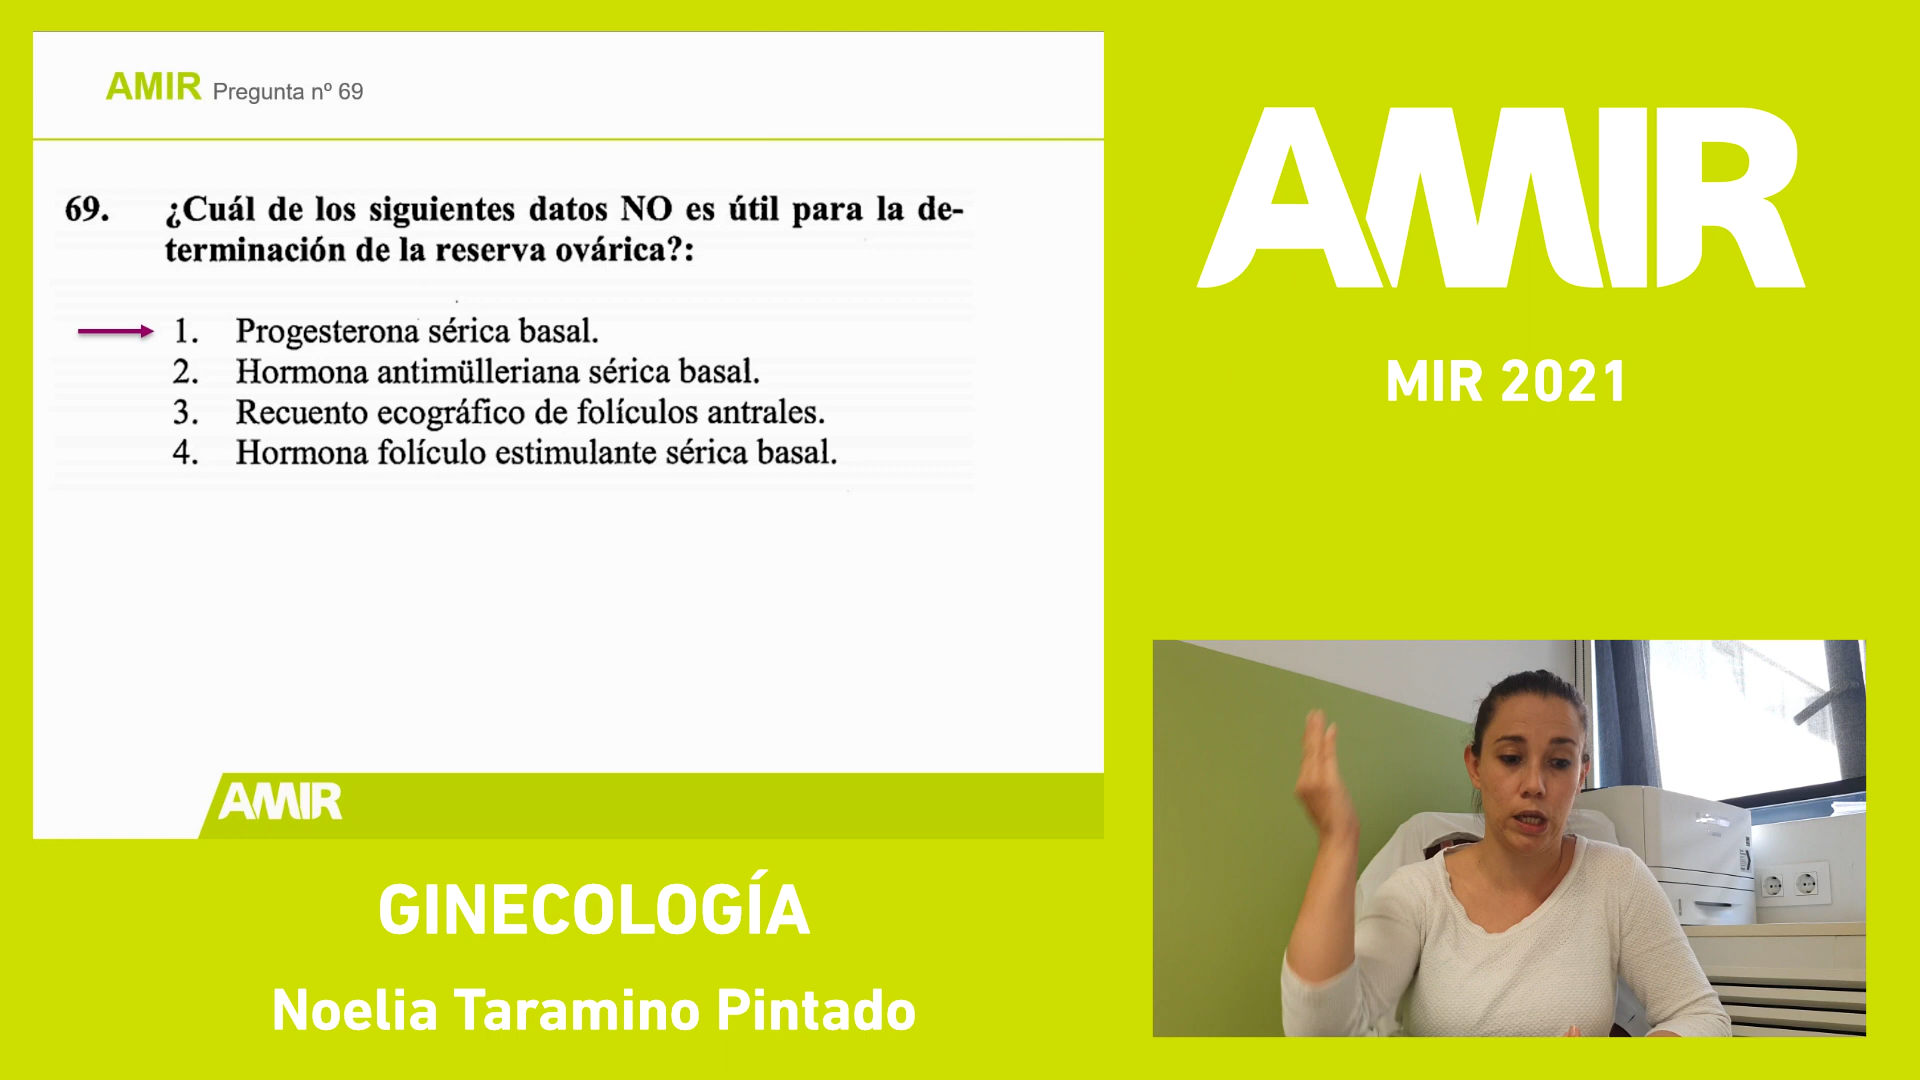 AMIR Pregunta nº 69
69. ¿Cuál de los siguientes datos NO es útil para la de-
terminación de la reserva ovárica?:
1. Progesterona sérica basal.
2. Hormona antimülleriana sérica basal.
3. Recuento ecográfico de folículos antrales.
4. Hormona folículo estimulante sérica basal.
AMIR
GINECOLOGÍA
Noelia Taramino Pintado
AMIR
MIR 2021